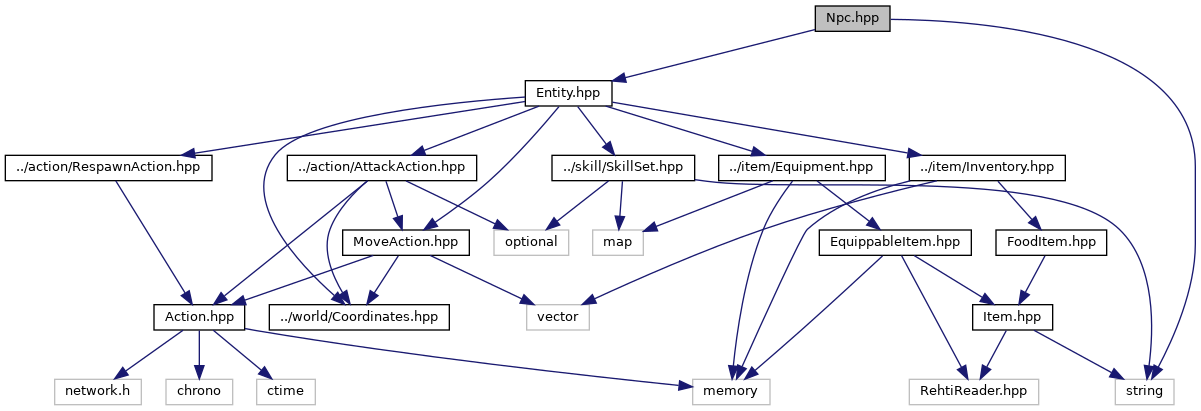 Npc.hpp
Entity.hpp
../action/RespawnAction.hpp
../action/AttackAction.hpp
../skill/SkillSet.hpp
../item/Equipment.hpp
../item/Inventory.hpp
MoveAction.hpp
optional
map
EquippableItem.hpp
FoodItem.hpp
Action.hpp
../world/Coordinates.hpp
vector
Item.hpp
network.h
chrono
ctime
memory
RehtiReader.hpp
string